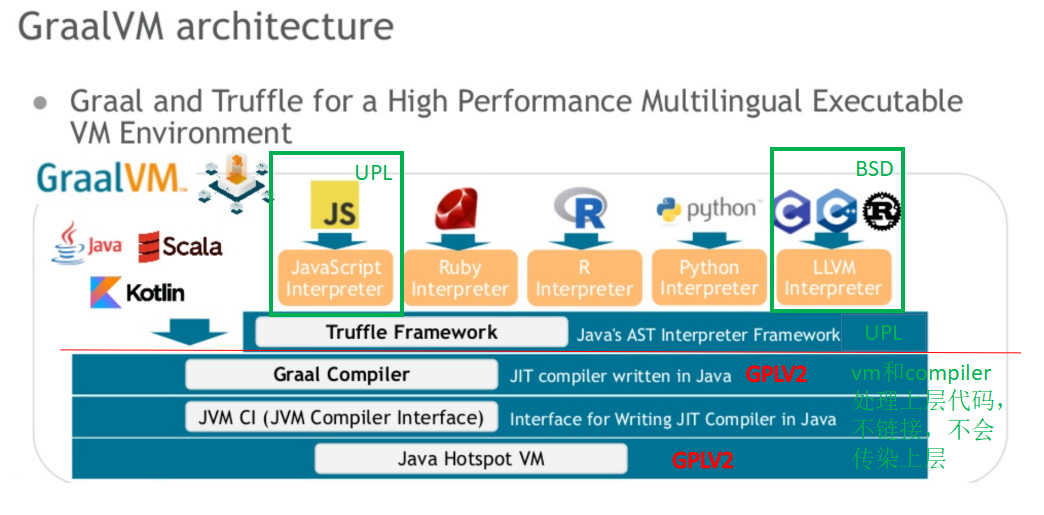 GraalVM architecture
● Graal and Truffle for a High Performance Multilingual Executable
VM Environment
GraalVM™
UPL
BSD
JS
R
python™
C
C++
R
Java
Scala
Kotlin
JavaScript
Interpreter
Ruby
Interpreter
R
Interpreter
Python
Interpreter
LLVM
Interpreter
Truffle Framework
Java's AST Interpreter Framework
UPL
Graal Compiler
JIT compiler written in Java
GPLV2
vm和compiler
处理上层代码，
不链接，不会
传染上层
JVM CI (JVM Compiler Interface)
Interface for Writing JIT Compiler in Java
Java Hotspot VM
GPLV2